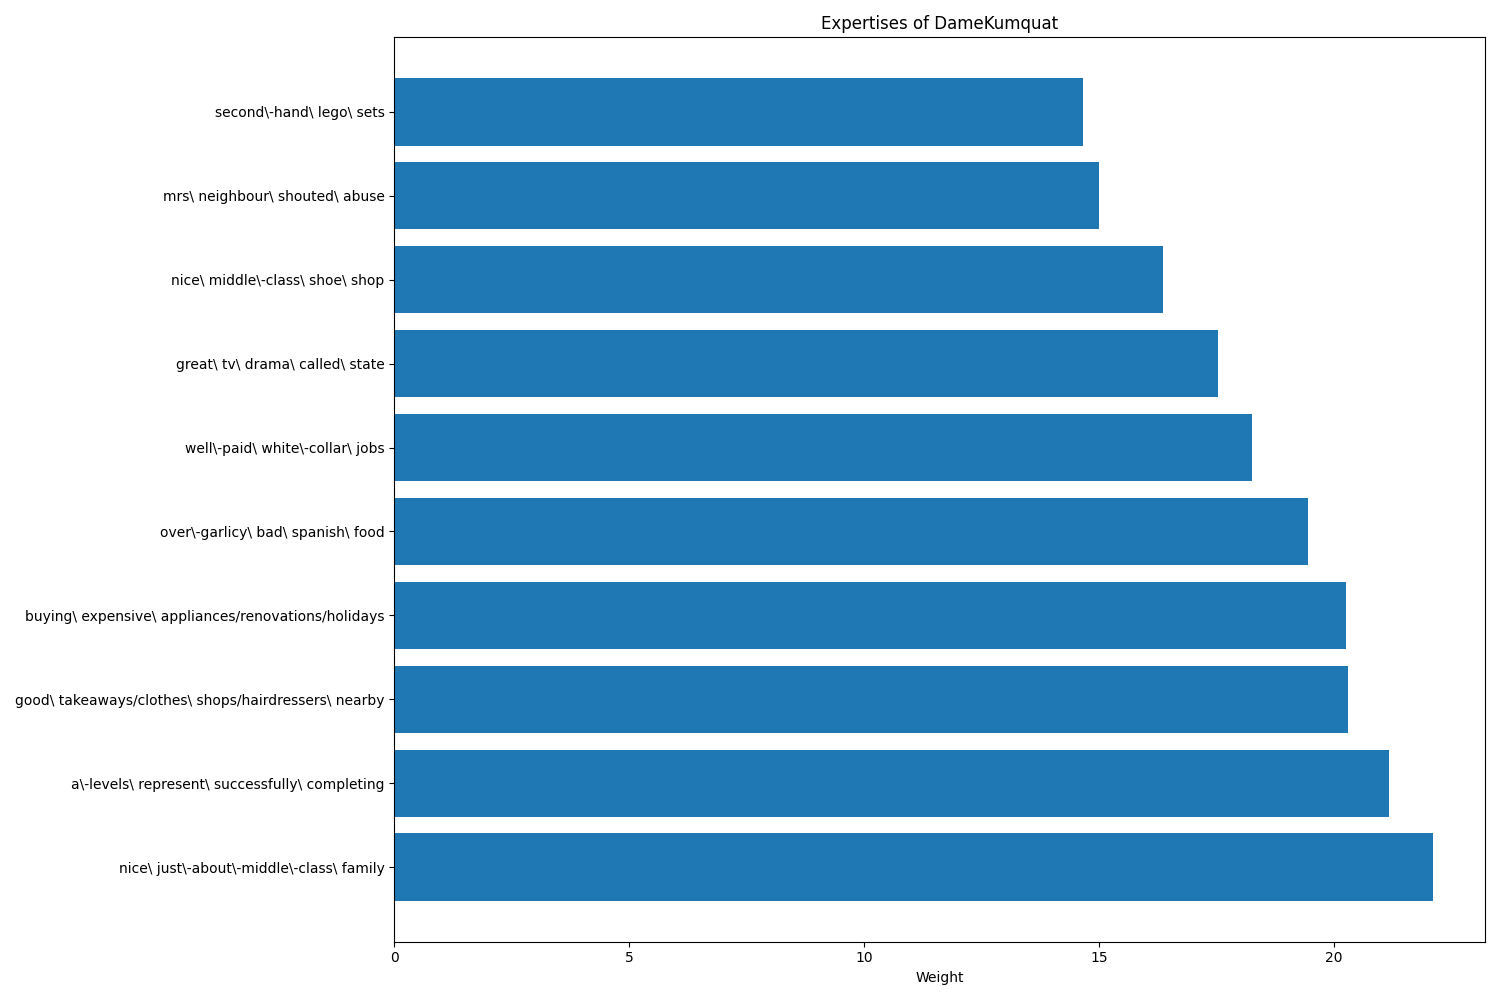 Expertises of DameKumquat
second\-hand\ lego\ sets
mrs\ neighbour\ shouted\ abuse
nice\ middle\-class\ shoe\ shop
great\ tv\ drama\ called\ state
well\-paid\ white\-collar\ jobs
over\-garlicy\ bad\ spanish\ food
buying\ expensive\ appliances/renovations/holidays
good\ takeaways/clothes\ shops/hairdressers\ nearby
a\-levels\ represent\ successfully\ completing
nice\ just\-about\-middle\-class\ family
0 5 10 15 20
Weight